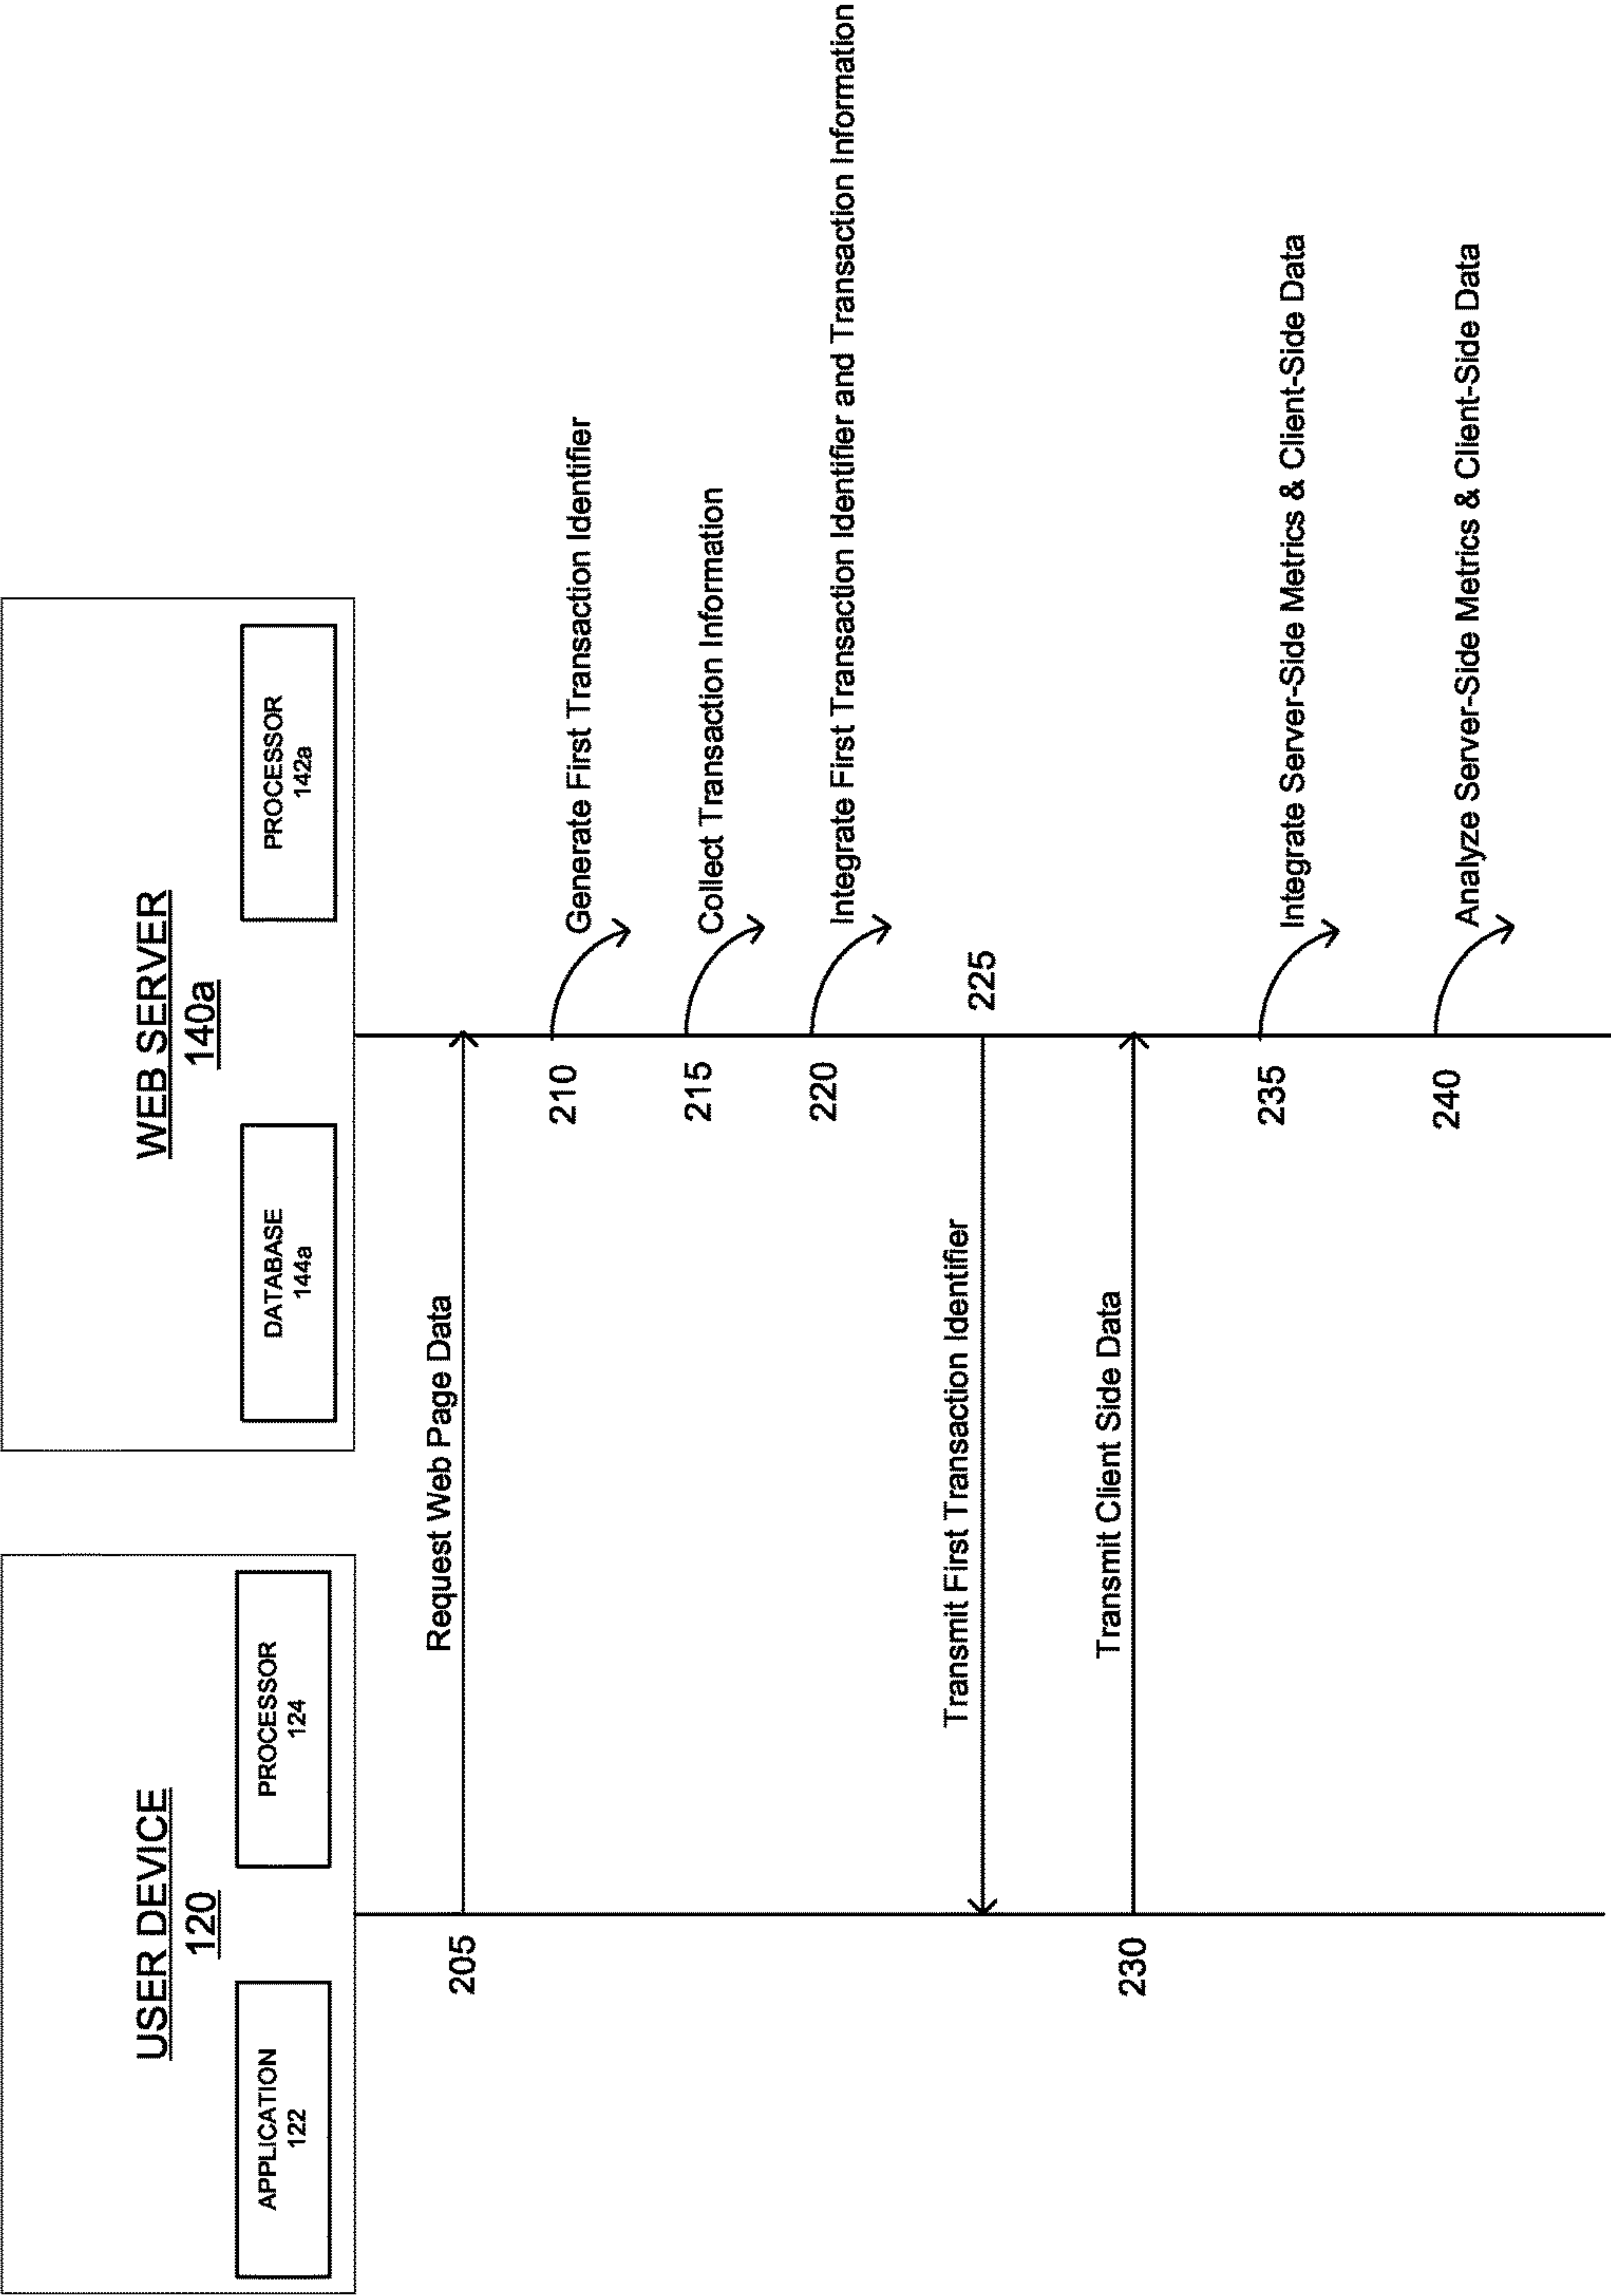 USER DEVICE
120
APPLICATION
122
PROCESSOR
124
WEB SERVER
140a
DATABASE
144a
PROCESSOR
142a
205
Request Web Page Data
210
Generate First Transaction Identifier
215
Collect Transaction Information
220
Integrate First Transaction Identifier and Transaction Information
Transmit First Transaction Identifier
225
230
Transmit Client Side Data
235
Integrate Server-Side Metrics & Client-Side Data
240
Analyze Server-Side Metrics & Client-Side Data